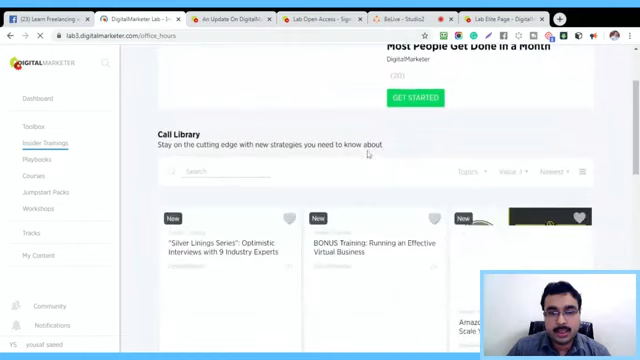 (23) Learn Freelancing v
DigitalMarketer Lab - In
An Update On DigitalMa
Lab Open Access - Sign
BeLive - Studio2
Lab Elite Page - DigitalM
lab3.digitalmarketer.com/office_hours
DIGITALMARKETER
Most People Get Done in a Month
DigitalMarketer
(20)
GET STARTED
Dashboard
Toolbox
Insider Trainings
Playbooks
Courses
Jumpstart Packs
Workshops
Tracks
My Content
Community
Notifications
YS yousaf saeed
Call Library
Stay on the cutting edge with new strategies you need to know about
Search
Topics
Value
Newest
New
New
New
"Silver Linings Series": Optimistic
Interviews with 9 Industry Experts
BONUS Training: Running an Effective
Virtual Business
Amazo
Scale Y